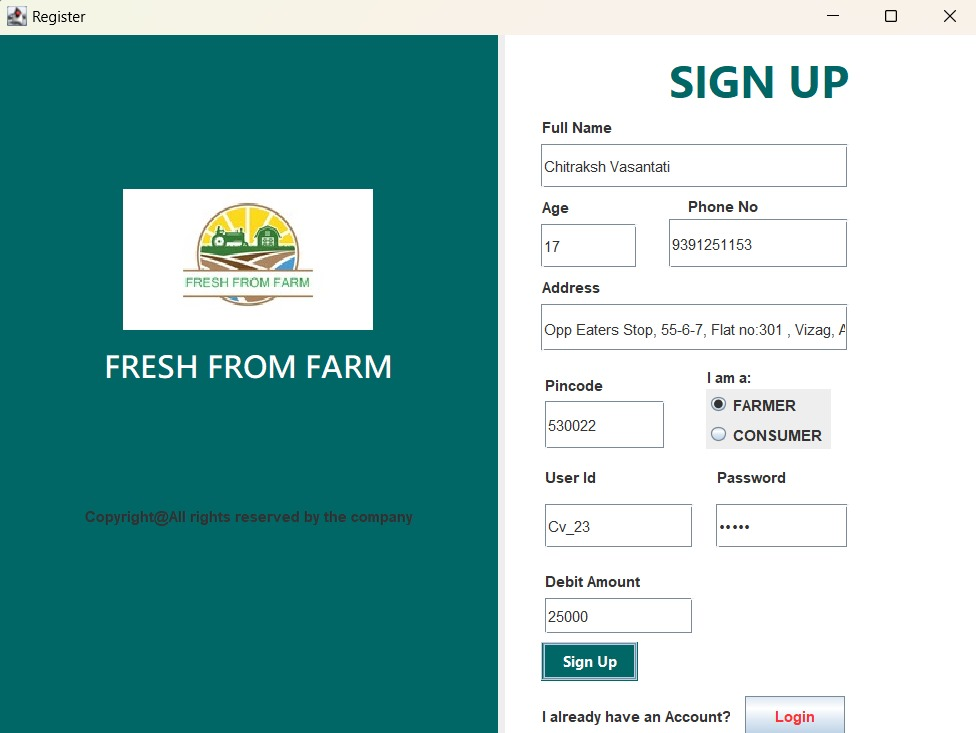 Register
FRESH FROM FARM
FRESH FROM FARM
Copyright@All rights reserved by the company
SIGN UP
Full Name
Chitraksh Vasantati
Age
Phone No
17
9391251153
Address
Opp Eaters Stop, 55-6-7, Flat no:301 , Vizag, A
Pincode
I am a:
530022
FARMER
CONSUMER
User Id
Password
Cv_23
•••••
Debit Amount
25000
Sign Up
I already have an Account?
Login